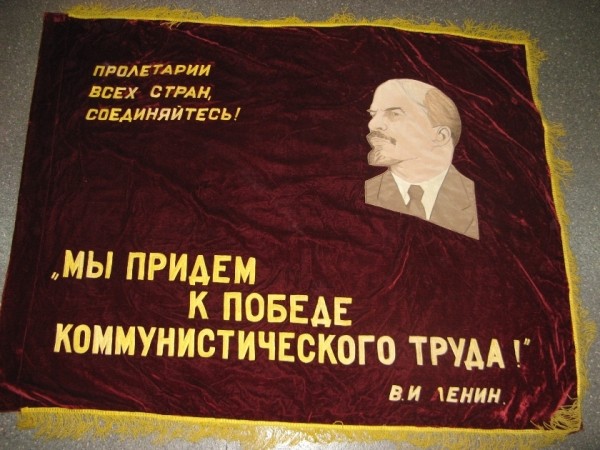 ПРОЛЕТАРИИ
ВСЕХ СТРАН,
СОЕДИНЯЙТЕСЬ!
„МЫ ПРИДЕМ
К ПОБЕДЕ
КОММУНИСТИЧЕСКОГО ТРУДА!"
В.И ЛЕНИН.